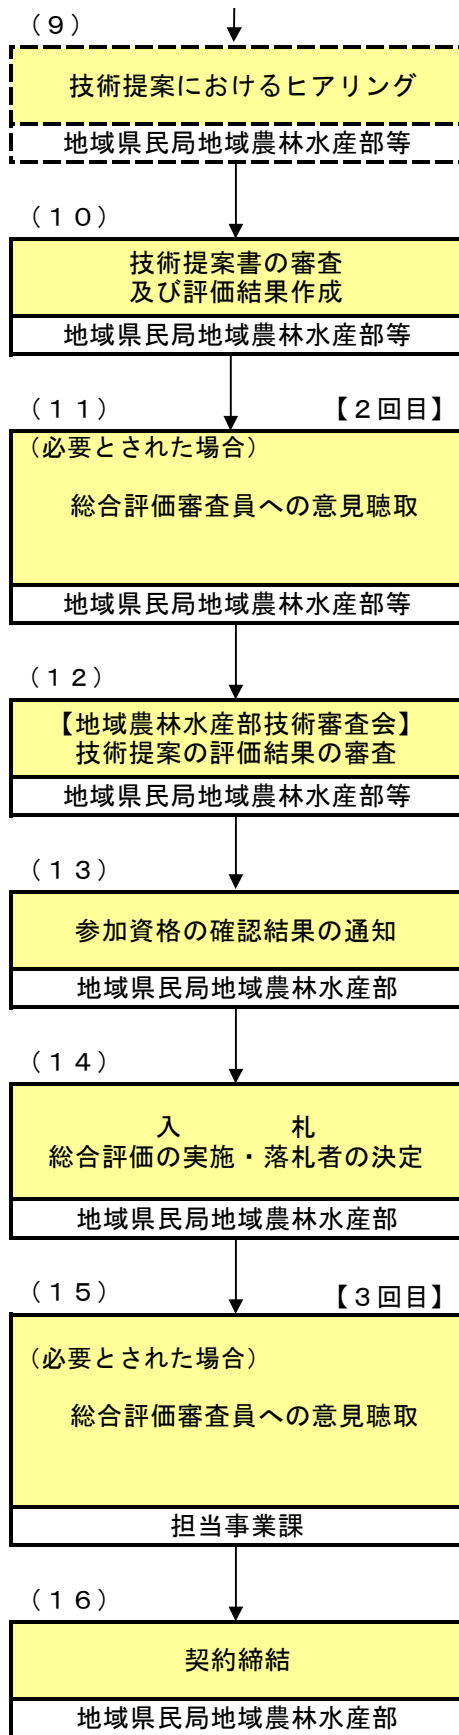 （９）
技術提案におけるヒアリング
地域県民局地域農林水産部等
（１０）
技術提案書の審査
及び評価結果作成
地域県民局地域農林水産部等
（１１）　【２回目】
（必要とされた場合）
総合評価審査員への意見聴取
地域県民局地域農林水産部等
（１２）
【地域農林水産部技術審査会】
技術提案の評価結果の審査
地域県民局地域農林水産部等
（１３）
参加資格の確認結果の通知
地域県民局地域農林水産部
（１４）
入　　　　札
総合評価の実施・落札者の決定
地域県民局地域農林水産部
（１５）　【３回目】
（必要とされた場合）
総合評価審査員への意見聴取
担当事業課
（１６）
契約締結
地域県民局地域農林水産部